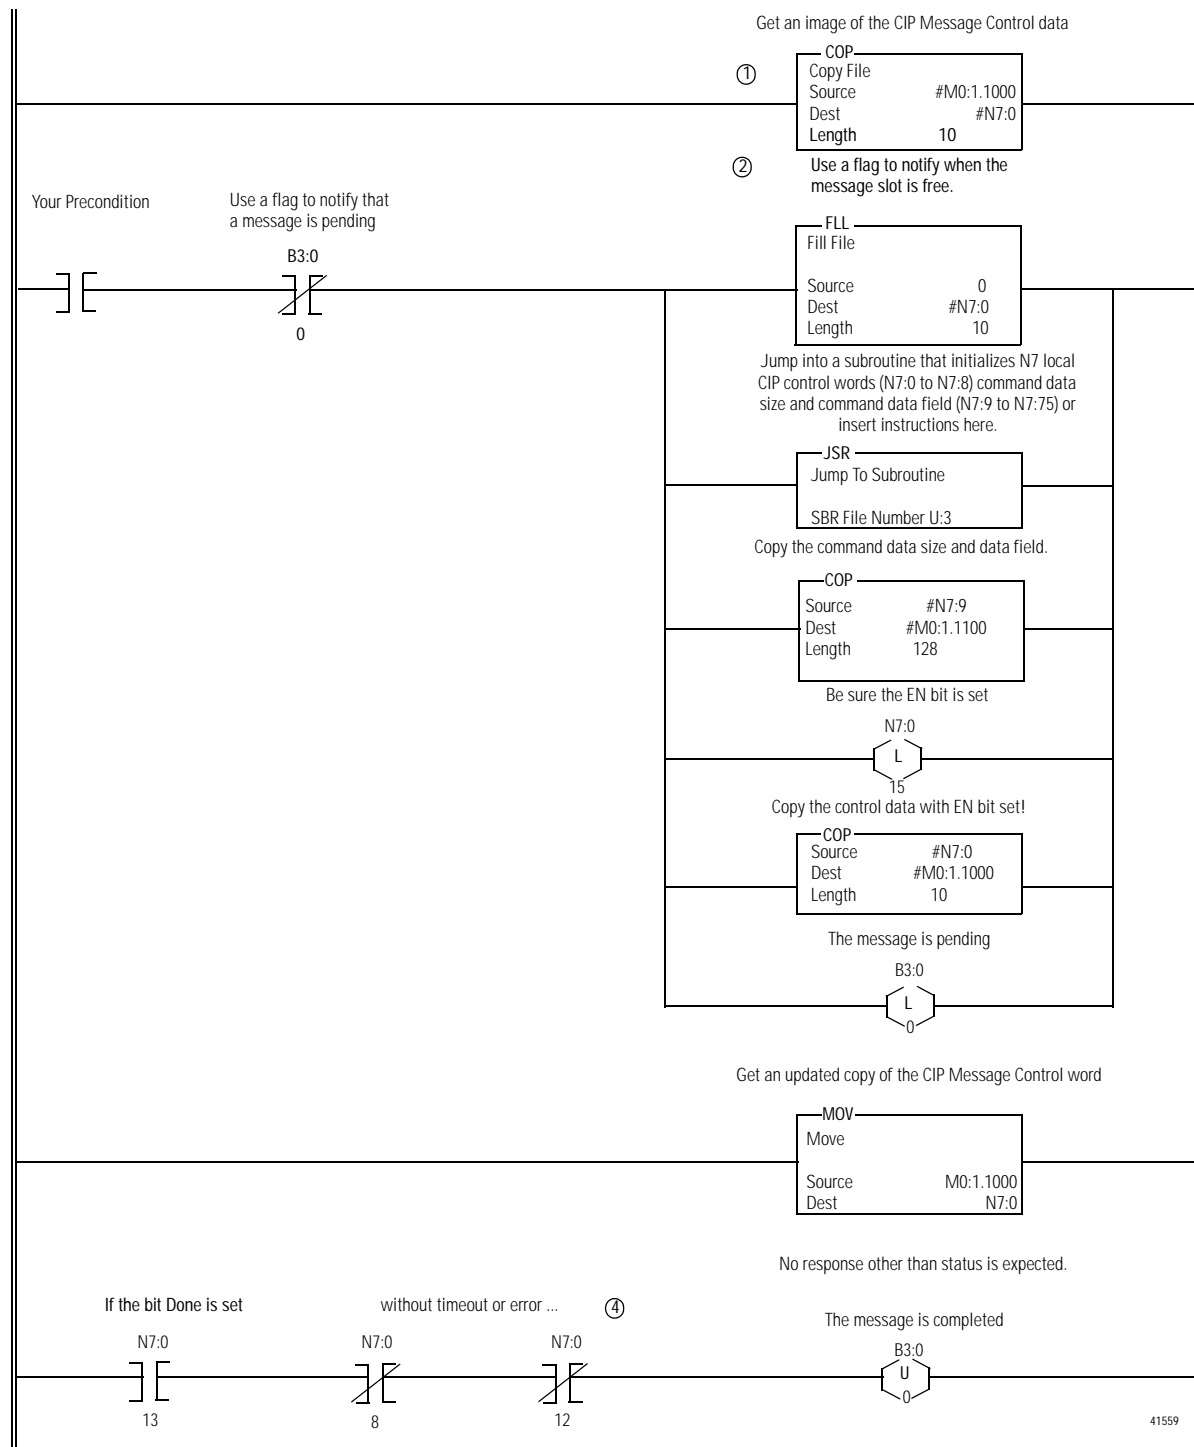 Get an image of the CIP Message Control data
COP
① Copy File
Source #M0:1.1000
Dest #N7:0
Length 10
② Use a flag to notify when the
message slot is free.
Your Precondition
Use a flag to notify that
a message is pending
B3:0
0
FLL
Fill File
Source 0
Dest #N7:0
Length 10
Jump into a subroutine that initializes N7 local
CIP control words (N7:0 to N7:8) command data
size and command data field (N7:9 to N7:75) or
insert instructions here.
JSR
Jump To Subroutine
SBR File Number U:3
Copy the command data size and data field.
COP
Source #N7:9
Dest #M0:1.1100
Length 128
Be sure the EN bit is set
N7:0
L
15
Copy the control data with EN bit set!
COP
Source #N7:0
Dest #M0:1.1000
Length 10
The message is pending
B3:0
L
0
Get an updated copy of the CIP Message Control word
MOV
Move
Source M0:1.1000
Dest N7:0
No response other than status is expected.
If the bit Done is set
without timeout or error ... ④
The message is completed
N7:0
13
N7:0
8
N7:0
12
B3:0
U
0
41559